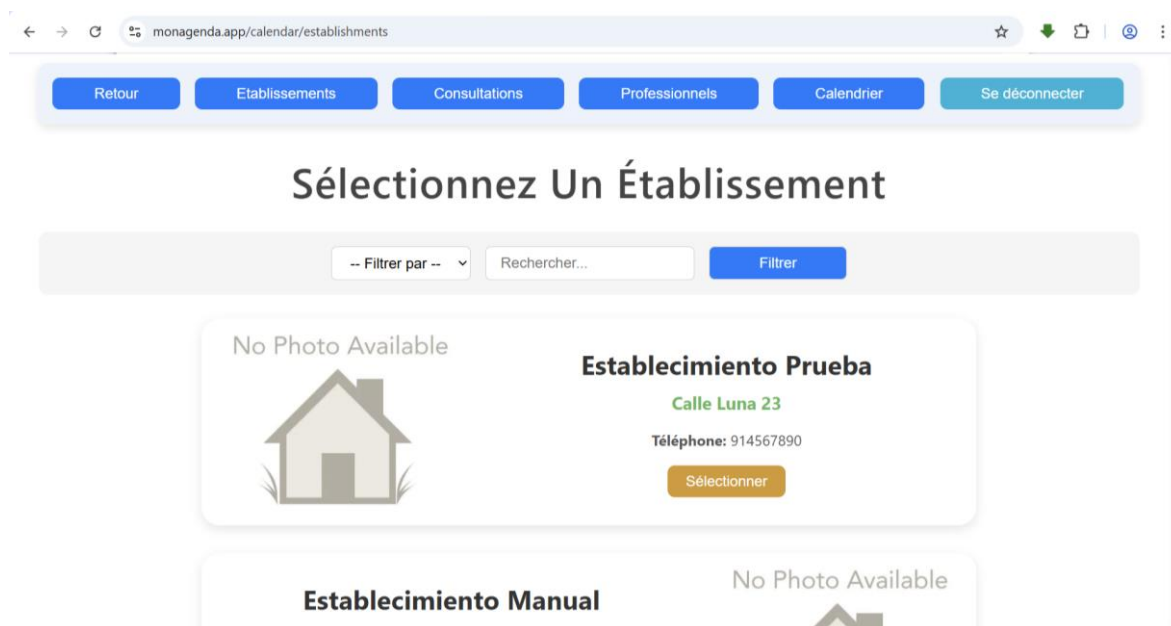 monagenda.app/calendar/establishments
Retour Etablissements Consultations Professionnels Calendrier Se déconnecter
Sélectionnez Un Établissement
-- Filtrer par -- Rechercher... Filtrer
No Photo Available
Establecimiento Prueba
Calle Luna 23
Téléphone: 914567890
Sélectionner
No Photo Available
Establecimiento Manual